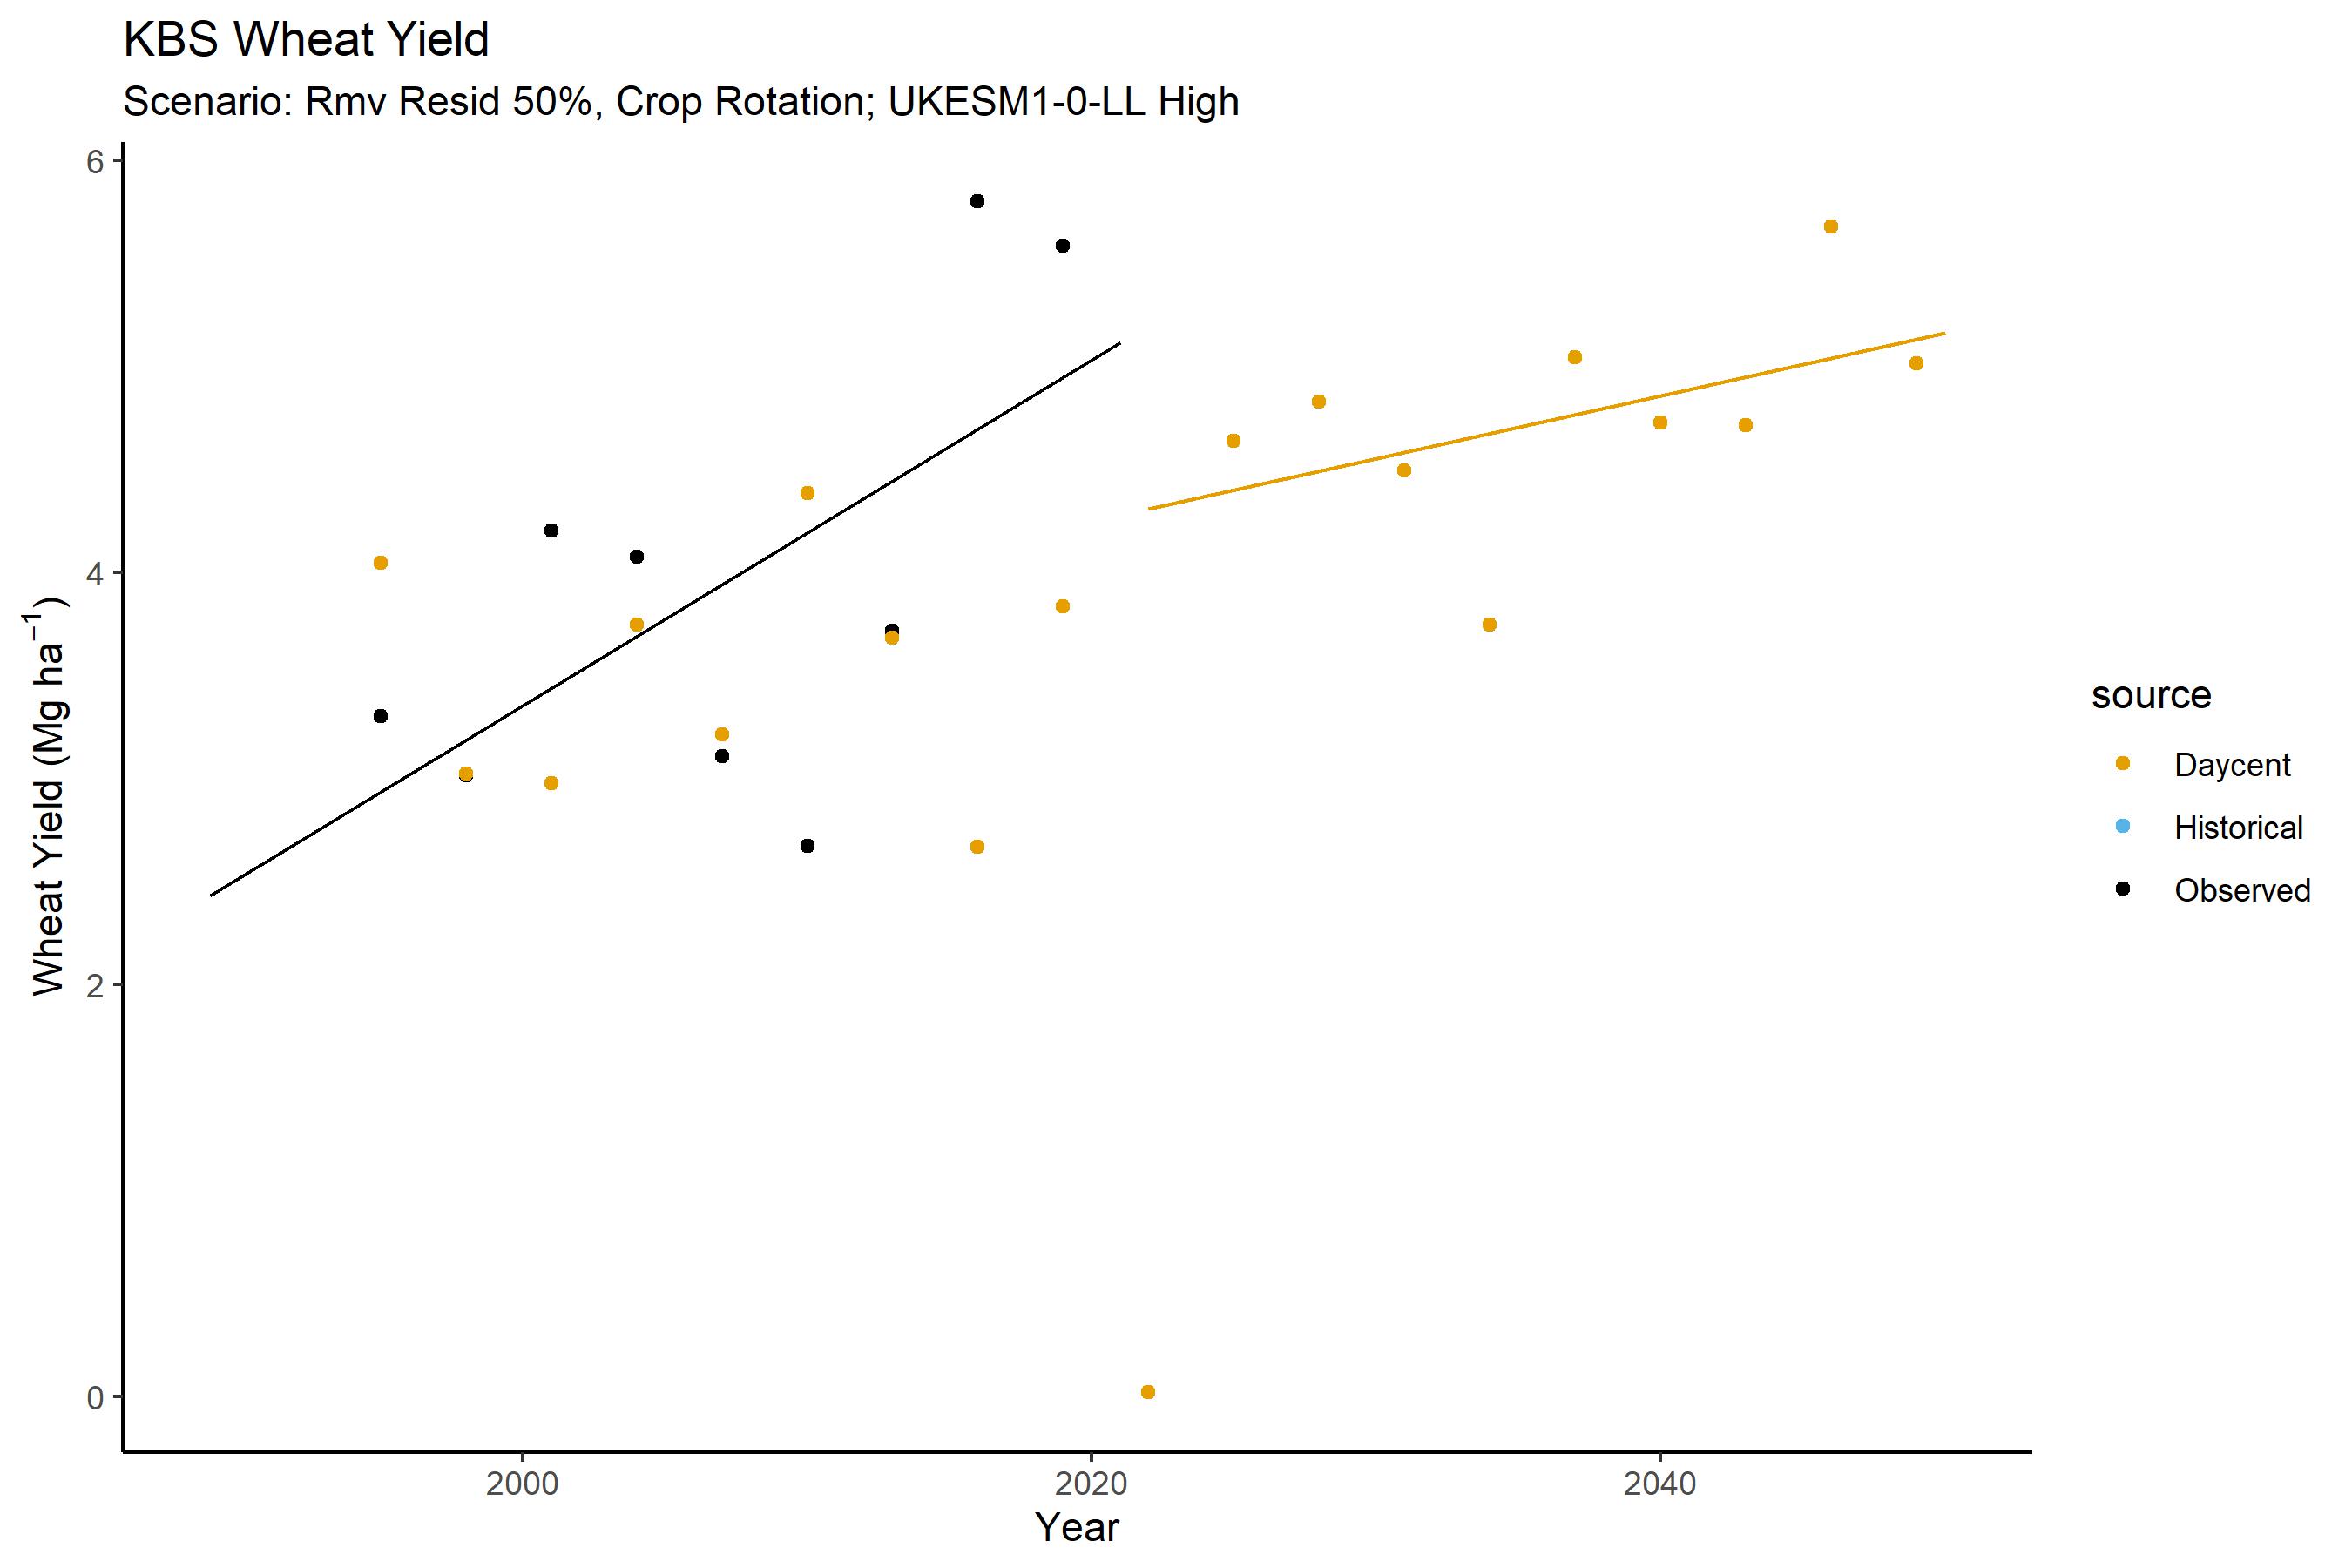 KBS Wheat Yield
Scenario: Rmv Resid 50%, Crop Rotation; UKESM1-0-LL High
6
4
2
0
Wheat Yield (Mg ha⁻¹)
2000 2020 2040
Year
source
Daycent
Historical
Observed